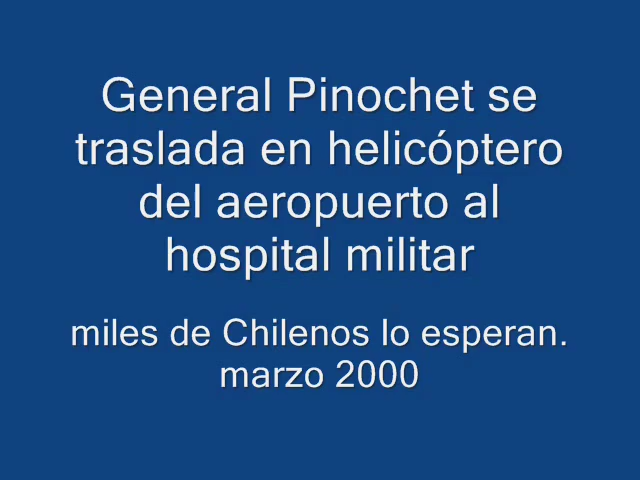 General Pinochet se
traslada en helicóptero
del aeropuerto al
hospital militar
miles de Chilenos lo esperan.
marzo 2000